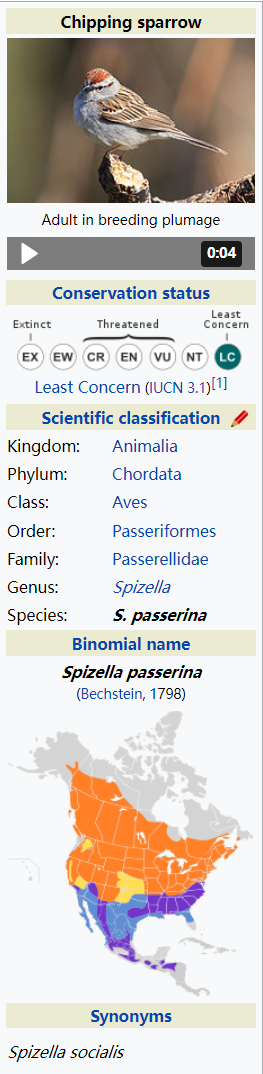 Chipping sparrow
Adult in breeding plumage
0:04
Conservation status
Extinct Threatened Least Concern
EX EW CR EN VU NT LC
Least Concern (IUCN 3.1)[1]
Scientific classification
Kingdom: Animalia
Phylum: Chordata
Class: Aves
Order: Passeriformes
Family: Passerellidae
Genus: Spizella
Species: S. passerina
Binomial name
Spizella passerina
(Bechstein, 1798)
Synonyms
Spizella socialis